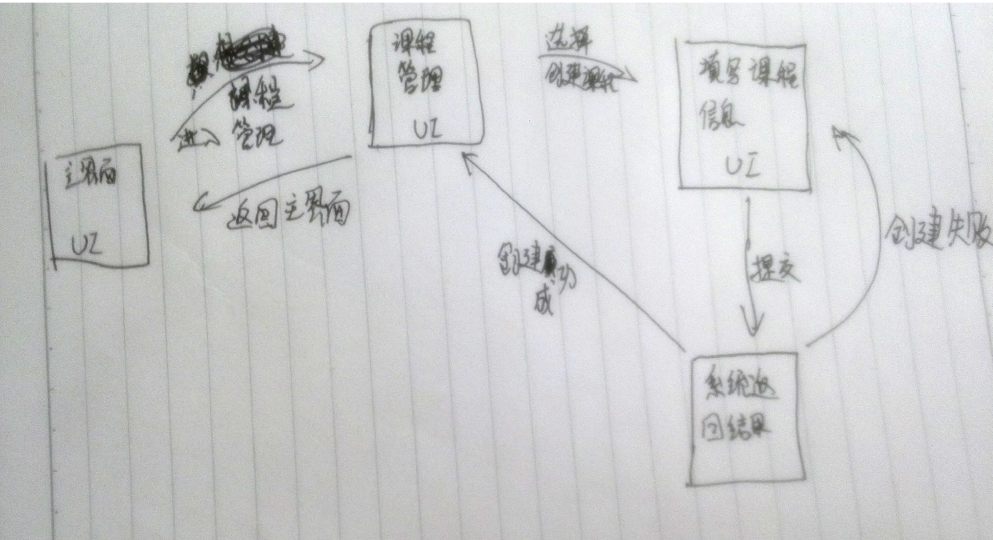 课程
管理
UI
选择
创建课程
填写课程
信息
UI
进入
课程
管理
主界面
UI
返回主界面
创建成功
提交
创建失败
系统返
回结果